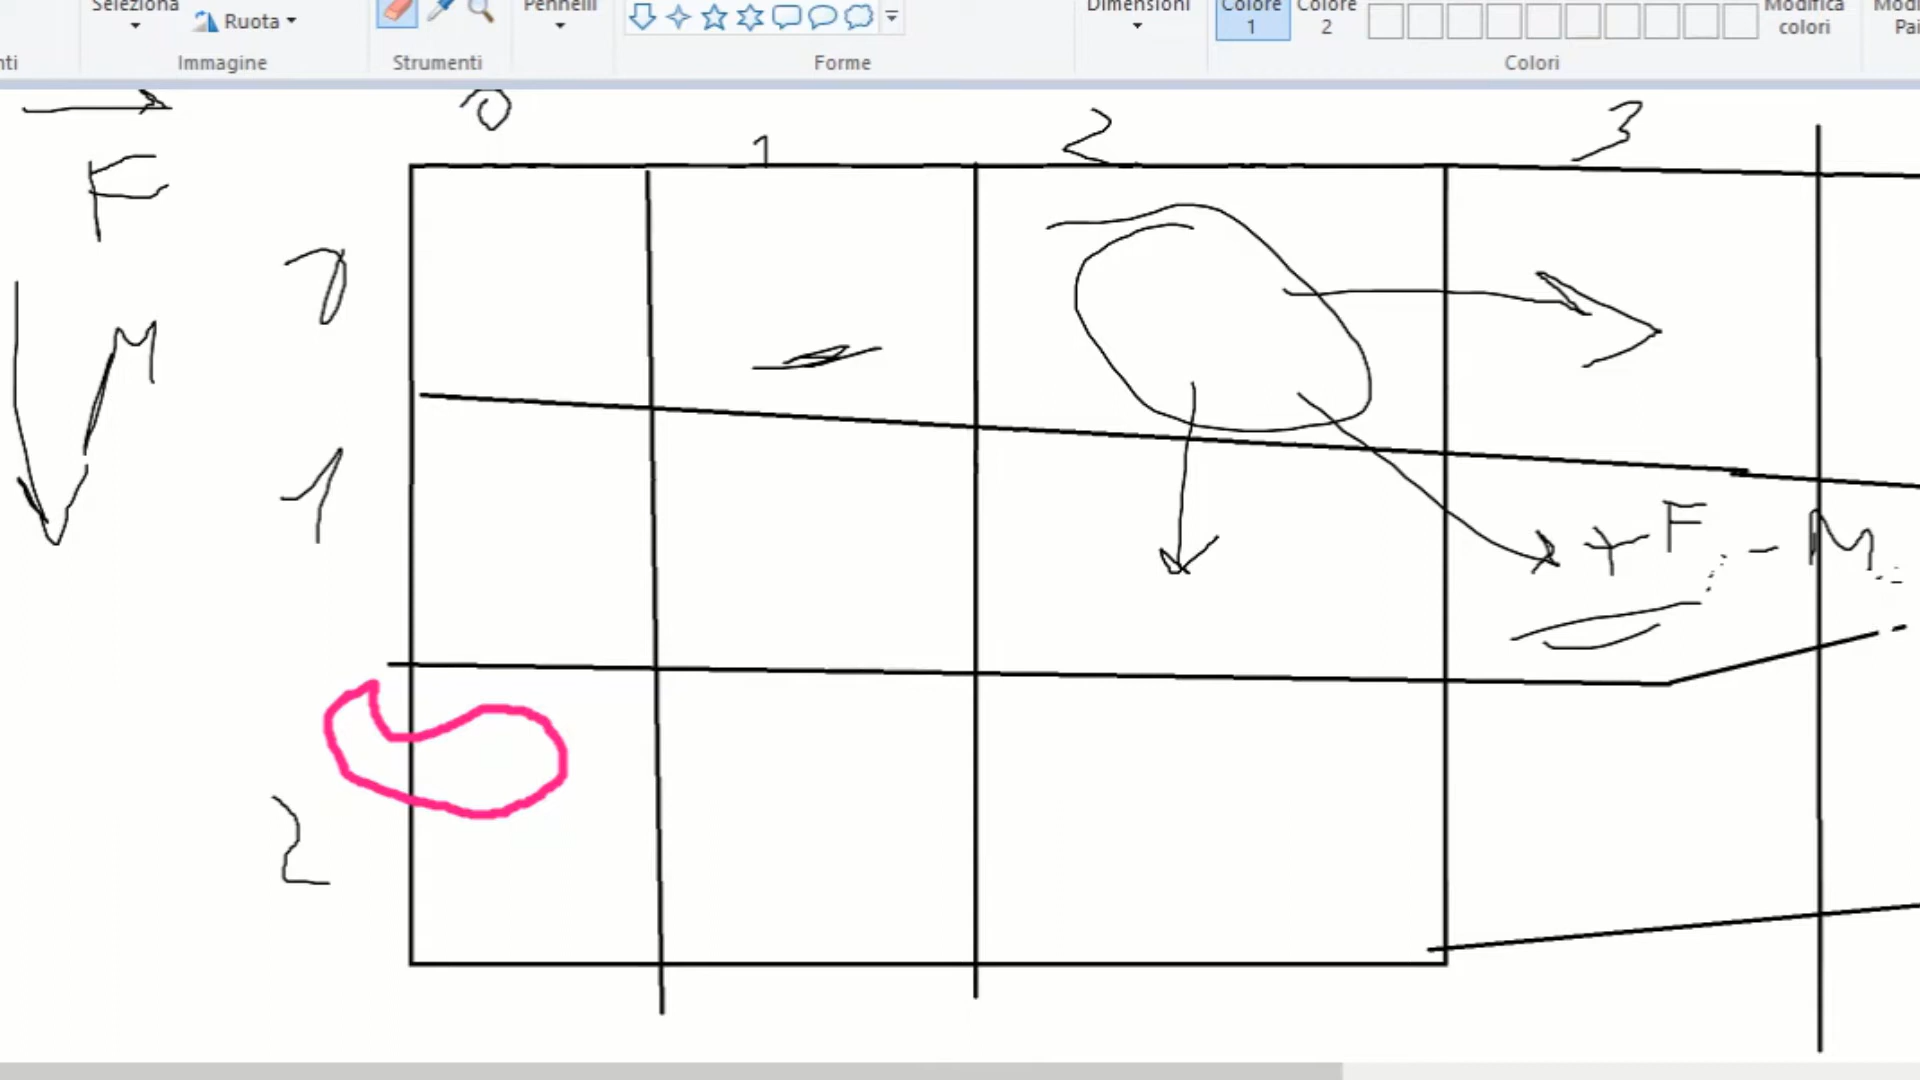 Seleziona
Ruota
Pennelli
Dimensioni
Colore 1
Colore 2
Modifica colori
Immagine
Strumenti
Forme
Colori
0
1
2
3
F
0
M
1
+F, - M
2